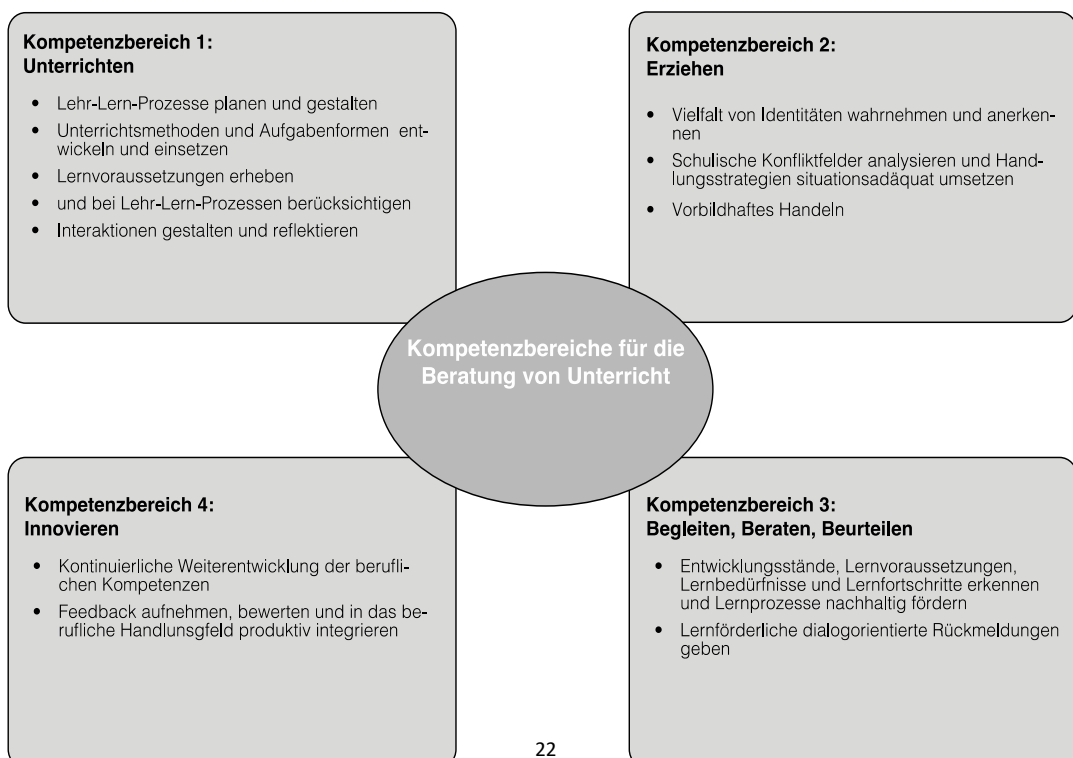 Kompetenzbereich 1:
Unterrichten
• Lehr-Lern-Prozesse planen und gestalten
• Unterrichtsmethoden und Aufgabenformen ent-
wickeln und einsetzen
• Lernvoraussetzungen erheben
• und bei Lehr-Lern-Prozessen berücksichtigen
• Interaktionen gestalten und reflektieren
Kompetenzbereich 2:
Erziehen
• Vielfalt von Identitäten wahrnehmen und anerken-
nen
• Schulische Konfliktfelder analysieren und Hand-
lungsstrategien situationsadäquat umsetzen
• Vorbildhaftes Handeln
Kompetenzbereiche für die
Beratung von Unterricht
Kompetenzbereich 4:
Innovieren
• Kontinuierliche Weiterentwicklung der berufli-
chen Kompetenzen
• Feedback aufnehmen, bewerten und in das be-
rufliche Handlunsgfeld produktiv integrieren
Kompetenzbereich 3:
Begleiten, Beraten, Beurteilen
• Entwicklungsstände, Lernvoraussetzungen,
Lernbedürfnisse und Lernfortschritte erkennen
und Lernprozesse nachhaltig fördern
• Lernförderliche dialogorientierte Rückmeldungen
geben
22